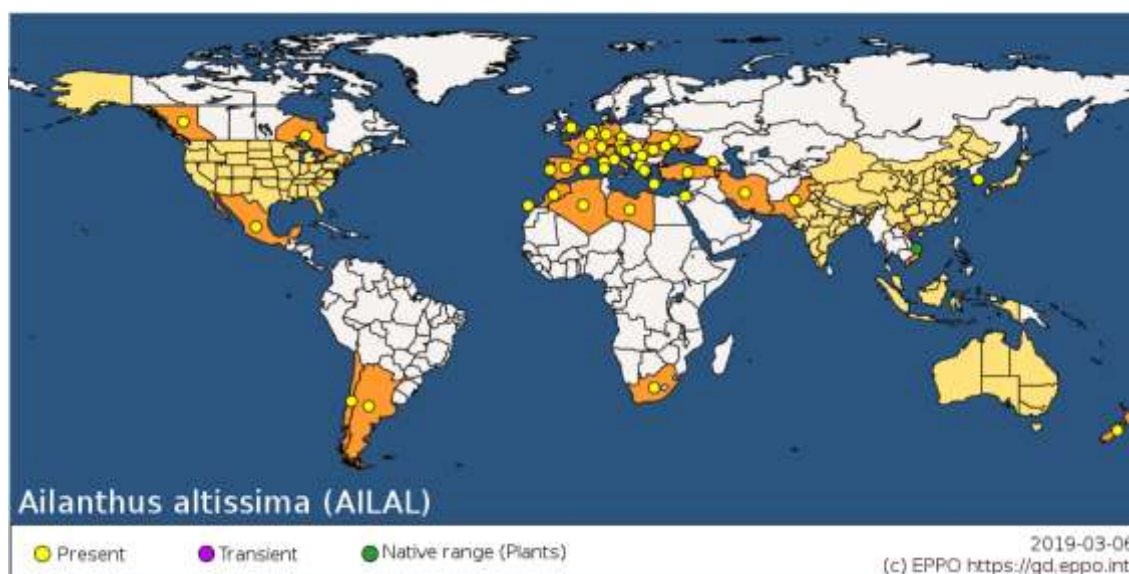 Ailanthus altissima (AILAL)
Present
Transient
Native range (Plants)
2019-03-06
(c) EPPO https://gd.eppo.int